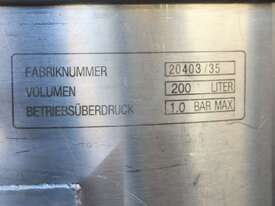 FABRIKNUMMER 20403/35
VOLUMEN 200 LITER
BETRIEBSÜBERDRUCK 1.0 BAR MAX